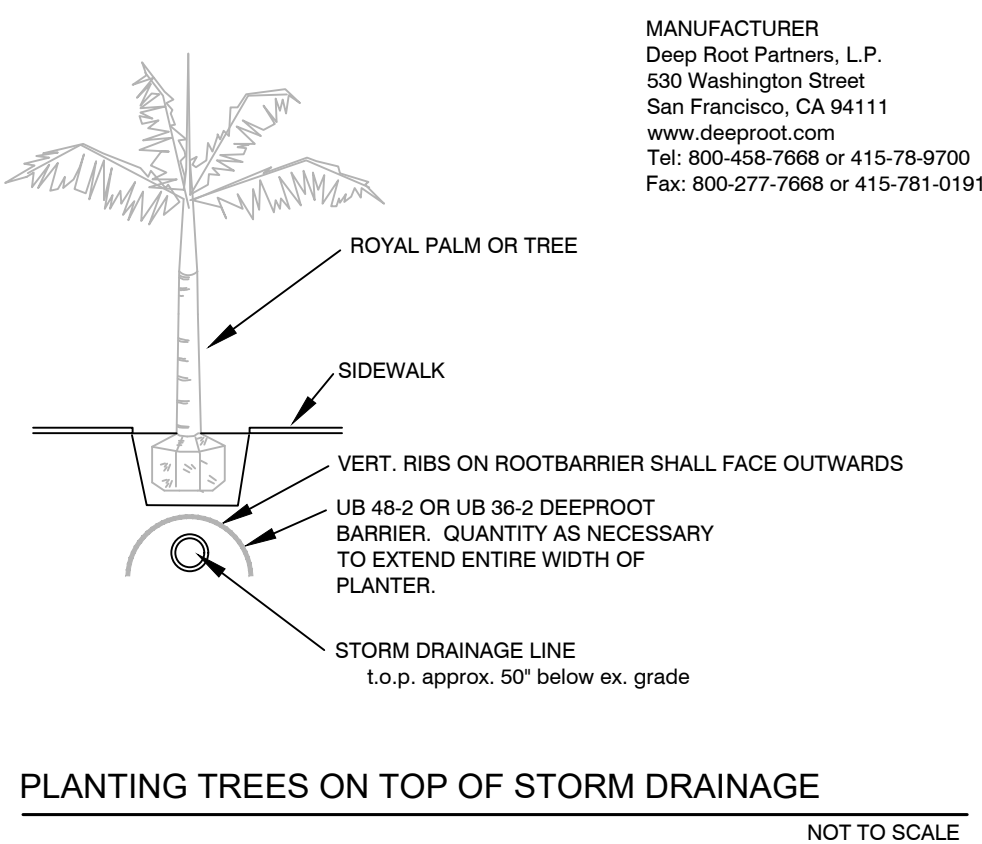 MANUFACTURER
Deep Root Partners, L.P.
530 Washington Street
San Francisco, CA 94111
www.deeproot.com
Tel: 800-458-7668 or 415-78-9700
Fax: 800-277-7668 or 415-781-0191
ROYAL PALM OR TREE
SIDEWALK
VERT. RIBS ON ROOTBARRIER SHALL FACE OUTWARDS
UB 48-2 OR UB 36-2 DEEPROOT
BARRIER. QUANTITY AS NECESSARY
TO EXTEND ENTIRE WIDTH OF
PLANTER.
STORM DRAINAGE LINE
t.o.p. approx. 50" below ex. grade
PLANTING TREES ON TOP OF STORM DRAINAGE
NOT TO SCALE